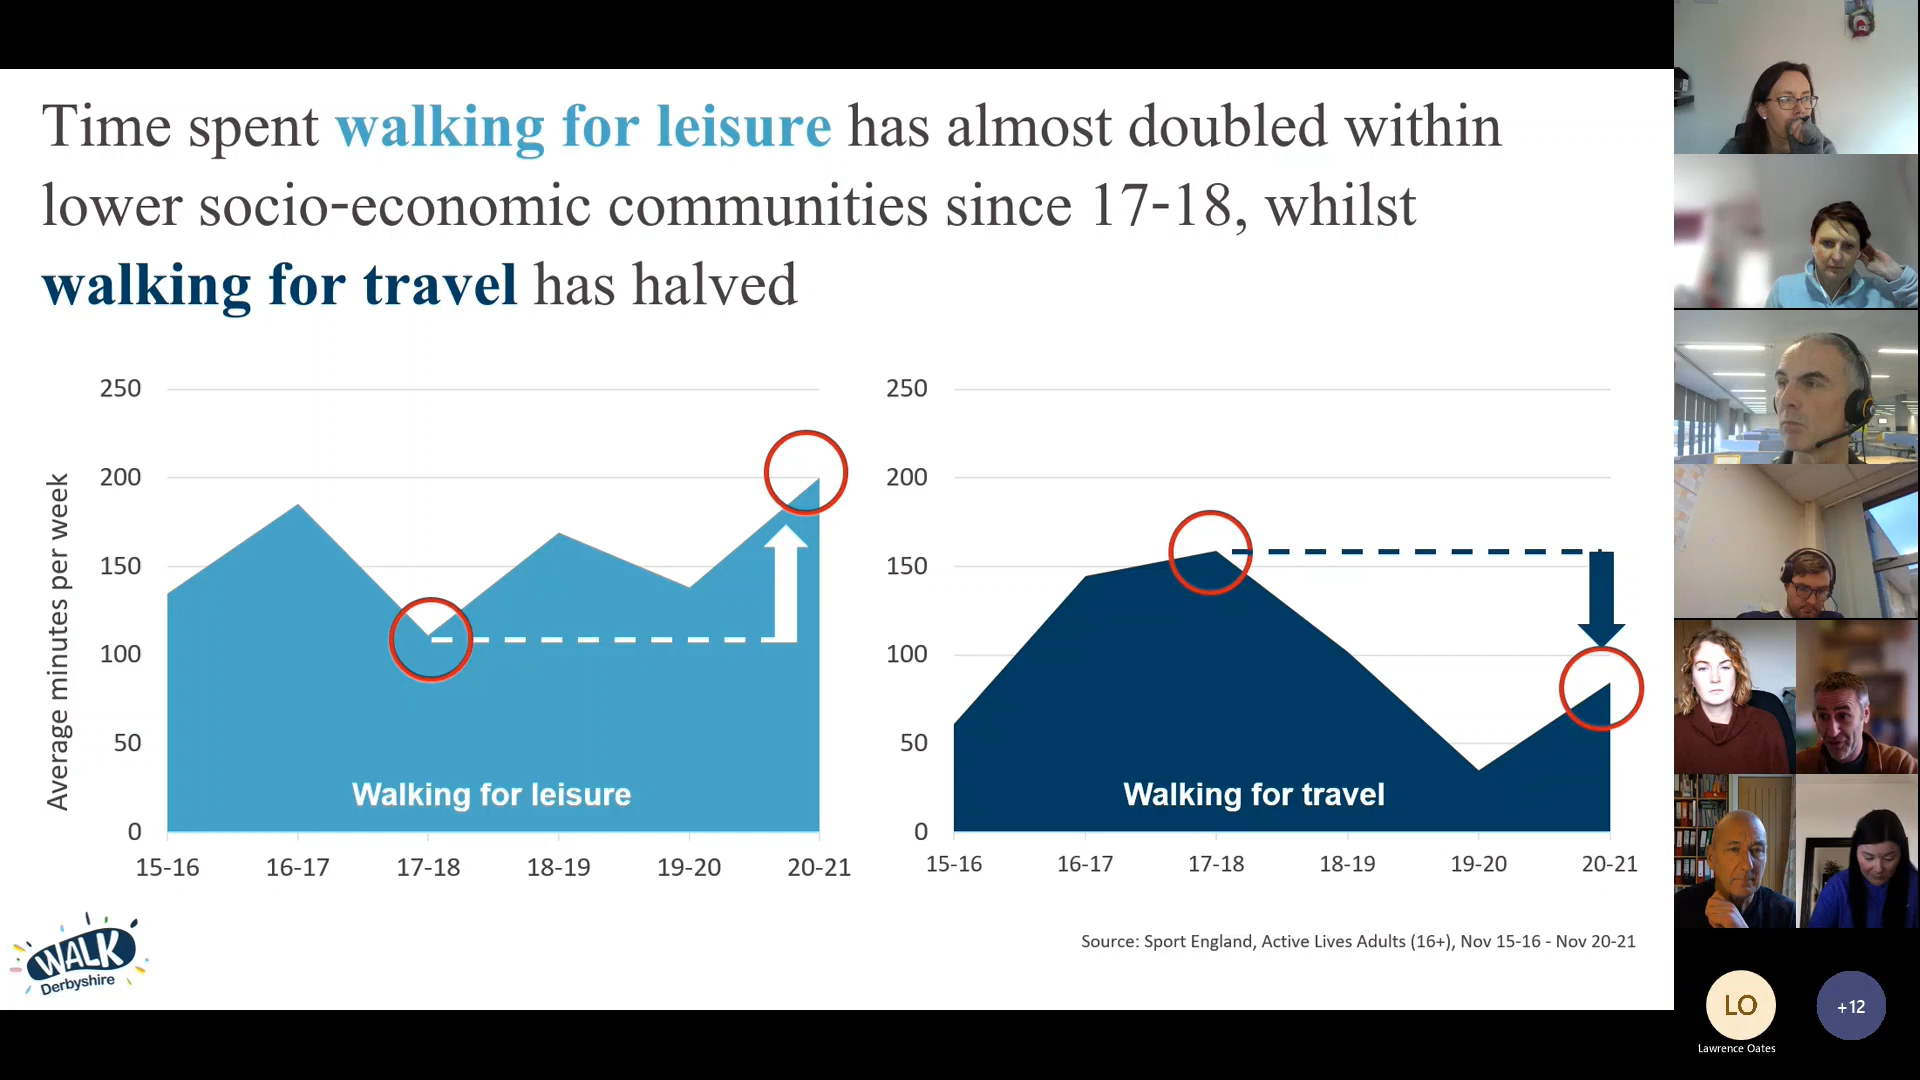 Time spent walking for leisure has almost doubled within
lower socio-economic communities since 17-18, whilst
walking for travel has halved
Average minutes per week
250
200
150
100
50
0
Walking for leisure
15-16 16-17 17-18 18-19 19-20 20-21
250
200
150
100
50
0
Walking for travel
15-16 16-17 17-18 18-19 19-20 20-21
Source: Sport England, Active Lives Adults (16+), Nov 15-16 - Nov 20-21
WALK
Derbyshire
LO
+12
Lawrence Oates